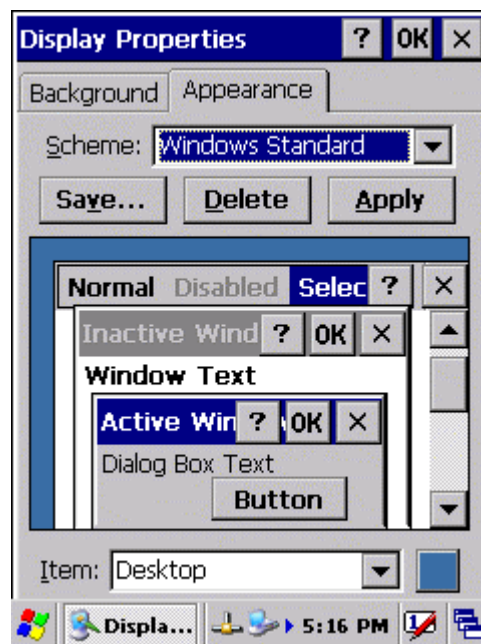 Display Properties ? OK ×
Background Appearance
Scheme: Windows Standard
Save... Delete Apply
Normal Disabled Selec ? ×
Inactive Wind ? OK ×
Window Text
Active Win ? OK ×
Dialog Box Text
Button
Item: Desktop
Displa... 5:16 PM